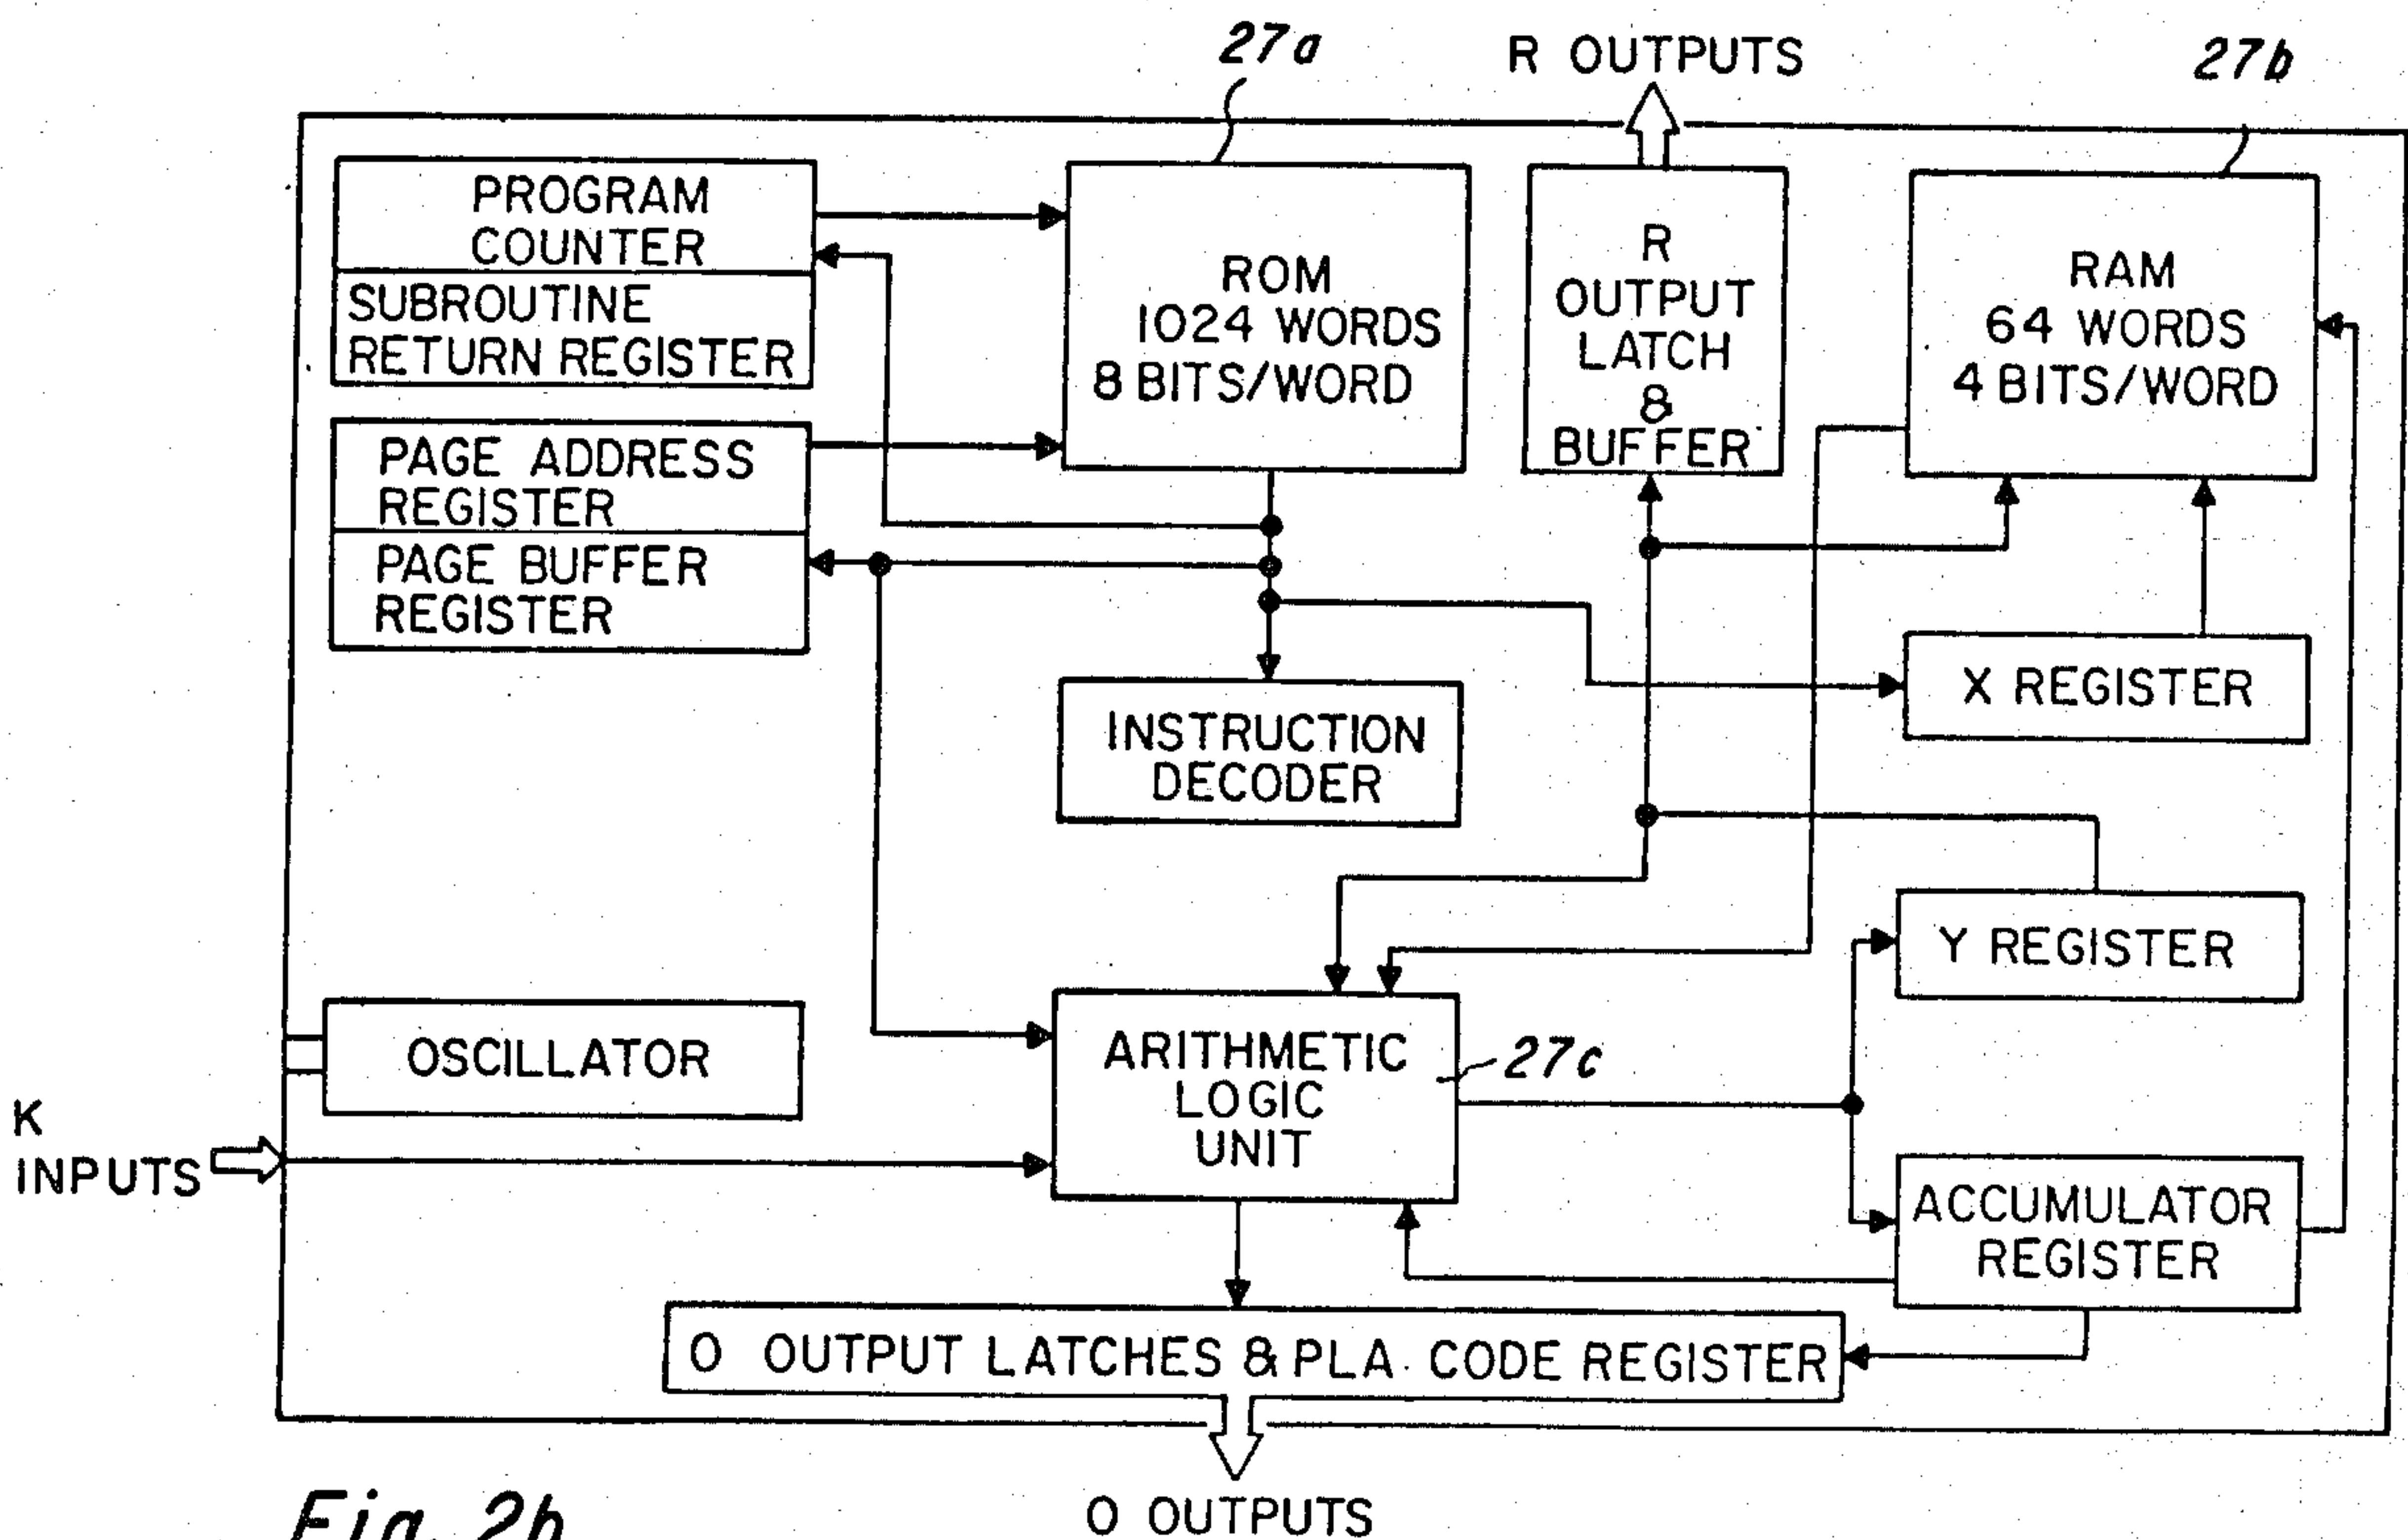 27a
R OUTPUTS
27b
PROGRAM
COUNTER
SUBROUTINE
RETURN REGISTER
PAGE ADDRESS
REGISTER
PAGE BUFFER
REGISTER
ROM
1024 WORDS
8 BITS/WORD
R
OUTPUT
LATCH
&
BUFFER
RAM
64 WORDS
4 BITS/WORD
INSTRUCTION
DECODER
X REGISTER
Y REGISTER
OSCILLATOR
ARITHMETIC
LOGIC
UNIT
27c
K
INPUTS
ACCUMULATOR
REGISTER
O OUTPUT LATCHES & PLA CODE REGISTER
O OUTPUTS
Fig. 2b